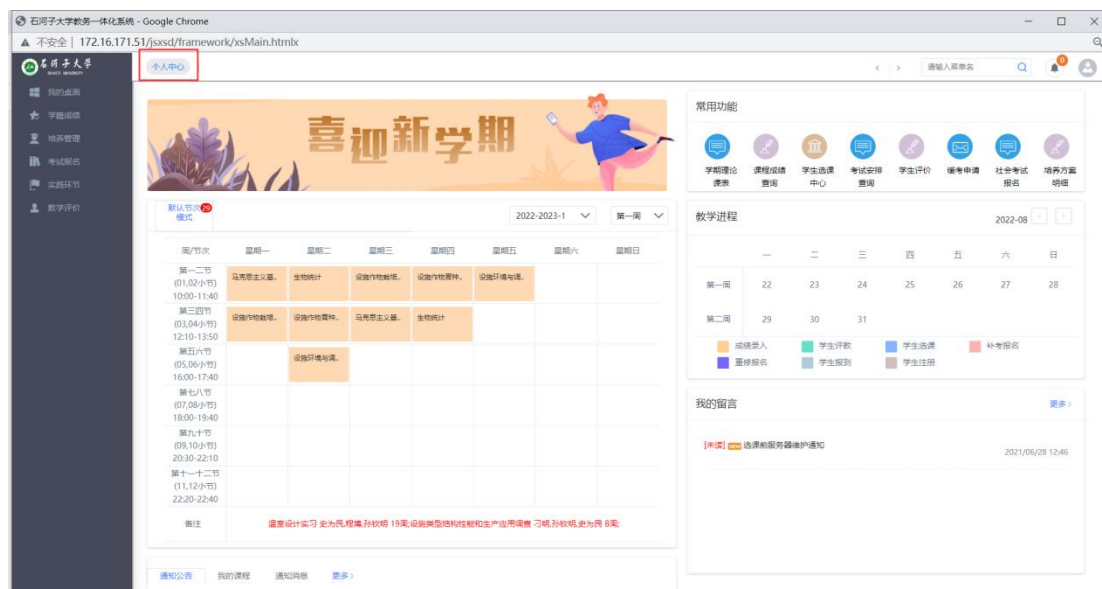 石河子大学教务一体化系统 - Google Chrome
不安全 | 172.16.171.51/jsxsd/framework/xsMain.htmlx
石河子大学
个人中心
请输入菜单名
0
我的桌面
学籍成绩
培养管理
考试报名
实践环节
教学评价
喜迎新学期
常用功能
学期理论课表
课程成绩查询
学生选课中心
考试安排查询
学生评价
缓考申请
社会考试报名
培养方案明细
默认节次模式
29
2022-2023-1
第一周
周/节次 星期一 星期二 星期三 星期四 星期五 星期六 星期日
第一二节
(01,02小节)
10:00-11:40
马克思主义基.. 生物统计 设施作物栽培.. 设施作物育种.. 设施环境与调..
第三四节
(03,04小节)
12:10-13:50
设施作物栽培.. 设施作物育种.. 马克思主义基.. 生物统计
第五六节
(05,06小节)
16:00-17:40
设施环境与调..
第七八节
(07,08小节)
18:00-19:40
第九十节
(09,10小节)
20:30-22:10
第十一十二节
(11,12小节)
22:20-22:40
备注
温室设计实习 史为民,程博,孙钦明 19周;设施类型结构性能和生产应用调查 刁明,孙钦明,史为民 8周;
教学进程
2022-08
一 二 三 四 五 六 日
第一周 22 23 24 25 26 27 28
第二周 29 30 31
成绩录入 学生评教 学生选课 补考报名
重修报名 学生报到 学生注册
我的留言
更多>
[未读] NEW 选课前服务器维护通知
2021/06/28 12:46
通知公告 我的课程 通知消息 更多>